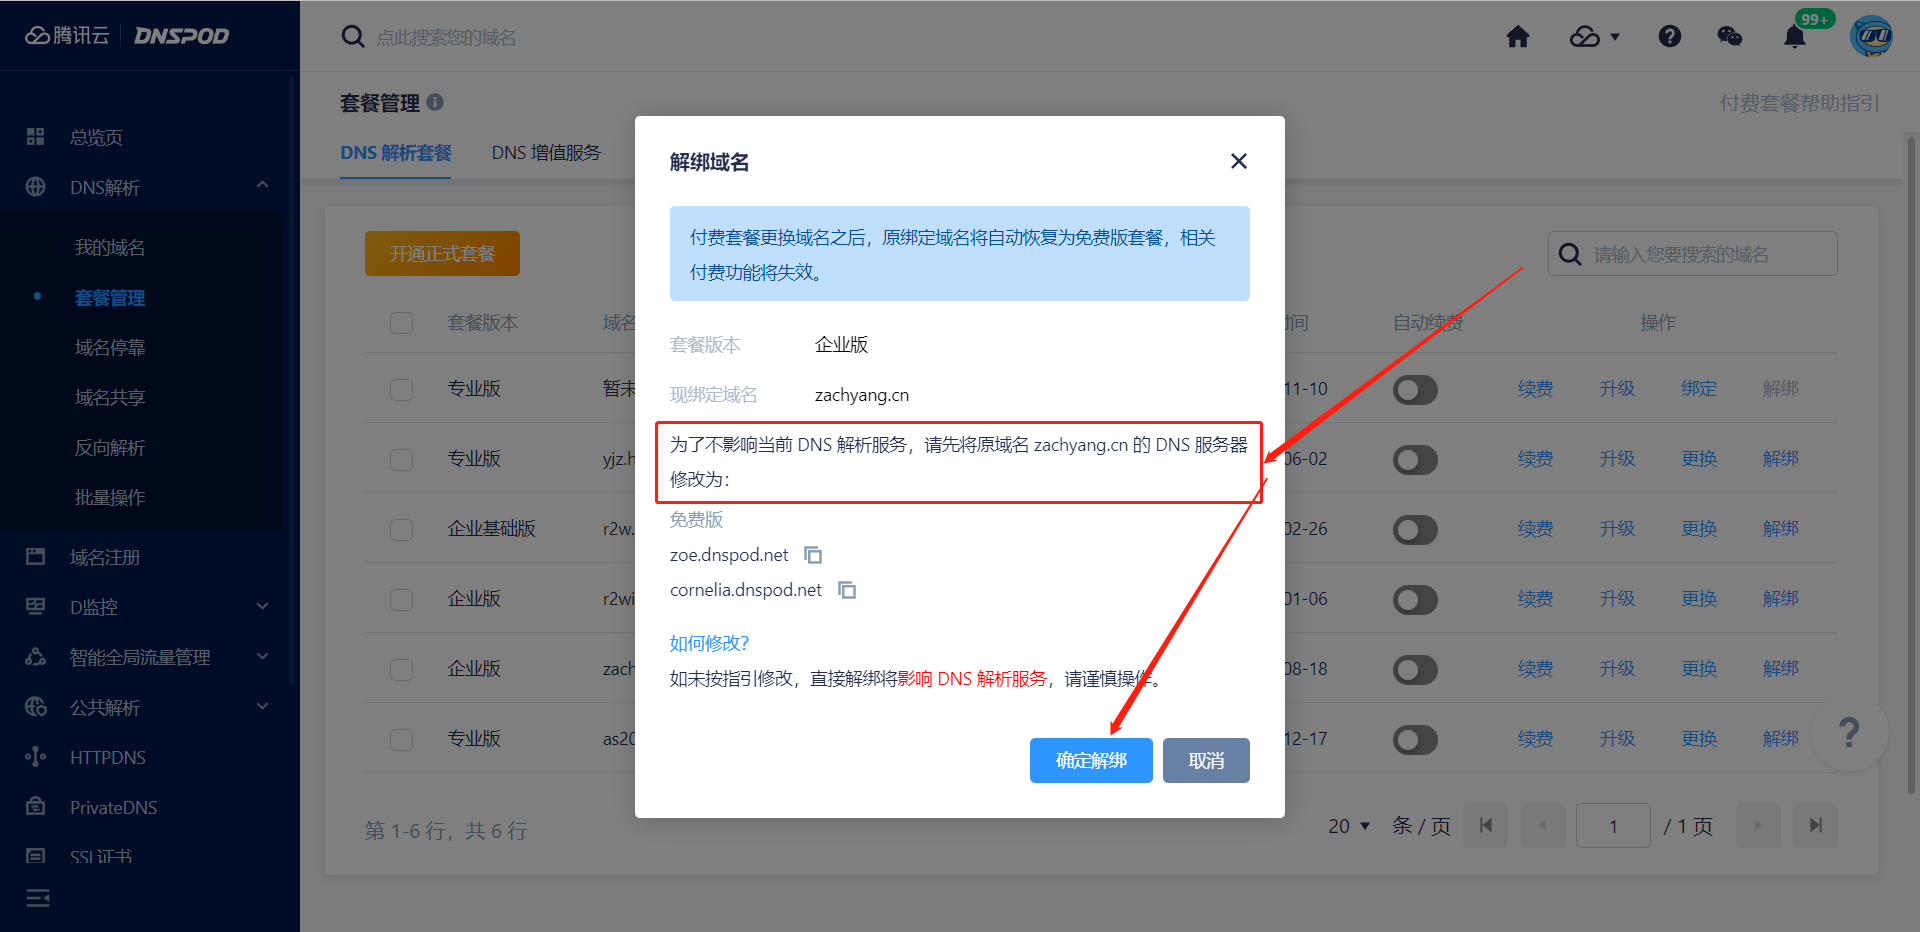 腾讯云 DNSPOD
点此搜索您的域名
99+
总览页
DNS解析
我的域名
套餐管理
域名停靠
域名共享
反向解析
批量操作
域名注册
D监控
智能全局流量管理
公共解析
HTTPDNS
PrivateDNS
SSL证书
套餐管理
付费套餐帮助指引
DNS 解析套餐 DNS 增值服务
开通正式套餐
请输入您要搜索的域名
套餐版本 域名 时间 自动续费 操作
专业版 暂未 11-10 续费 升级 绑定 解绑
专业版 yjz.h 06-02 续费 升级 更换 解绑
企业基础版 r2w. 02-26 续费 升级 更换 解绑
企业版 r2wi 01-06 续费 升级 更换 解绑
企业版 zach 08-18 续费 升级 更换 解绑
专业版 as20 12-17 续费 升级 更换 解绑
第 1-6 行，共 6 行
20 条 / 页 1 / 1 页
?
解绑域名
付费套餐更换域名之后，原绑定域名将自动恢复为免费版套餐，相关
付费功能将失效。
套餐版本 企业版
现绑定域名 zachyang.cn
为了不影响当前 DNS 解析服务，请先将原域名 zachyang.cn 的 DNS 服务器
修改为：
免费版
zoe.dnspod.net
cornelia.dnspod.net
如何修改?
如未按指引修改，直接解绑将影响 DNS 解析服务，请谨慎操作。
确定解绑 取消